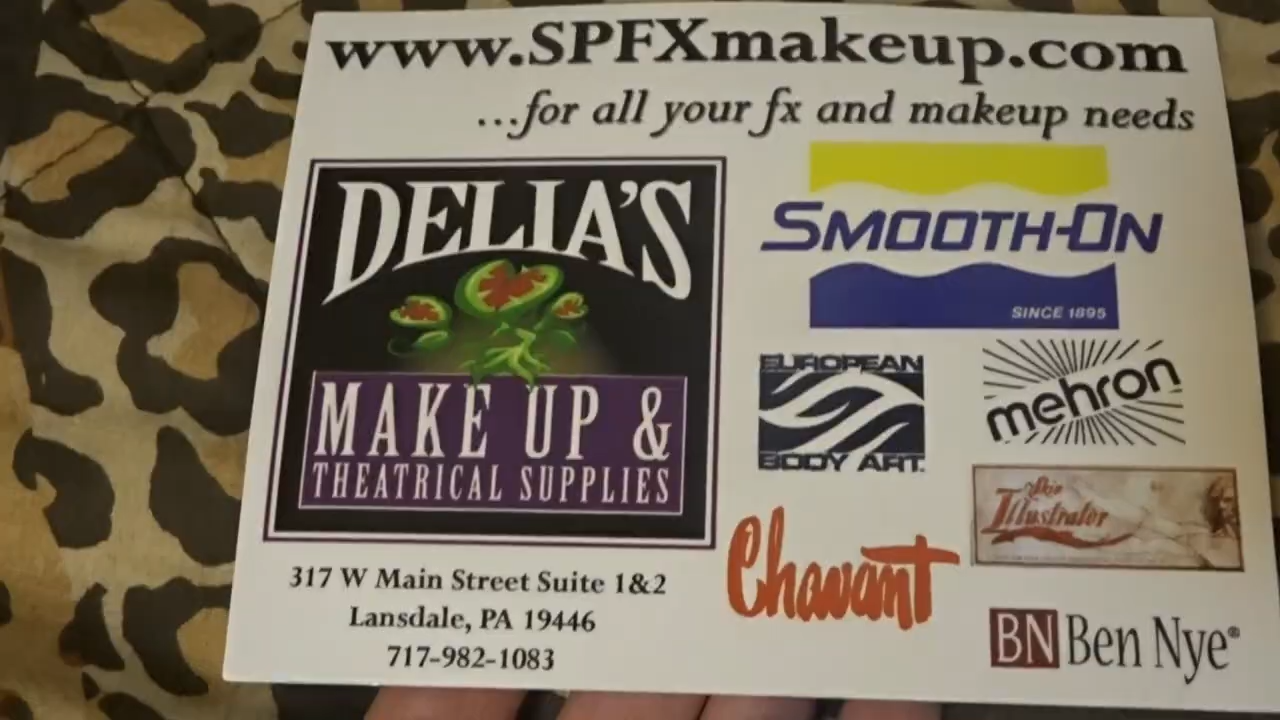 www.SPFXmakeup.com
...for all your fx and makeup needs
DELIA'S
MAKE UP &
THEATRICAL SUPPLIES
317 W Main Street Suite 1&2
Lansdale, PA 19446
717-982-1083
SMOOTH-ON
SINCE 1895
EUROPEAN
BODY ART.
mehron
Skin
Illustrator
Chavant
BN Ben Nye®